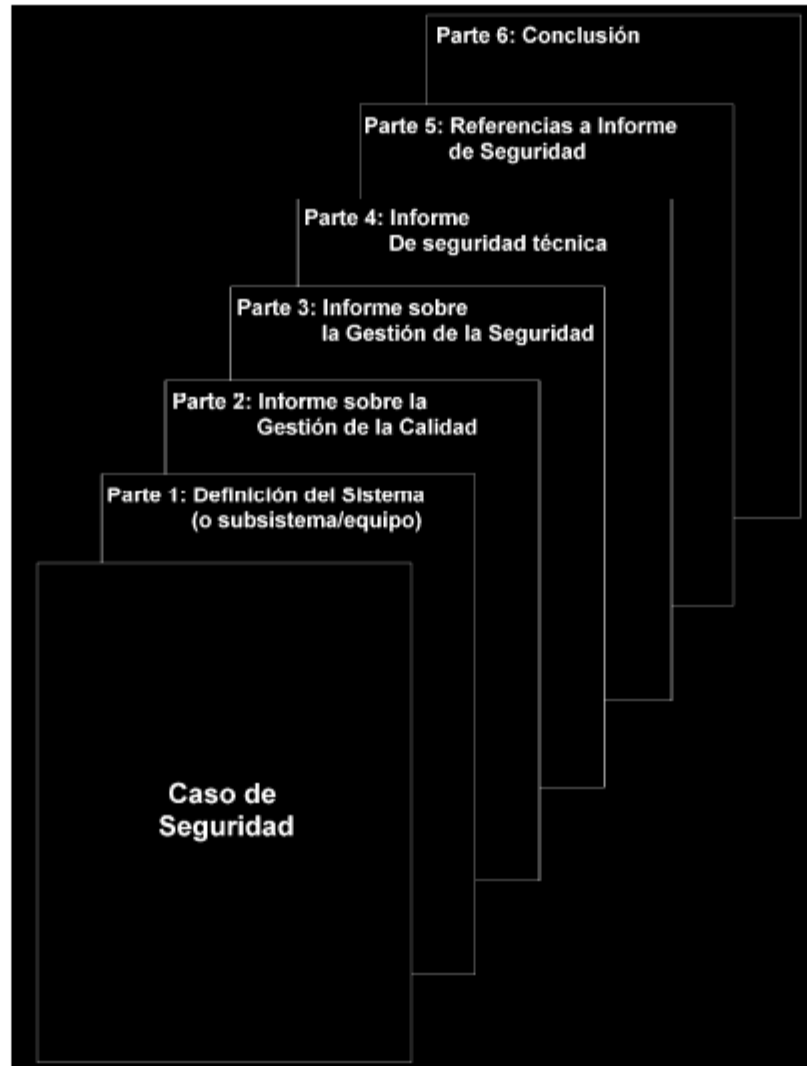 Parte 6: Conclusión
Parte 5: Referencias a Informe
de Seguridad
Parte 4: Informe
De seguridad técnica
Parte 3: Informe sobre
la Gestión de la Seguridad
Parte 2: Informe sobre la
Gestión de la Calidad
Parte 1: Definición del Sistema
(o subsistema/equipo)
Caso de
Seguridad